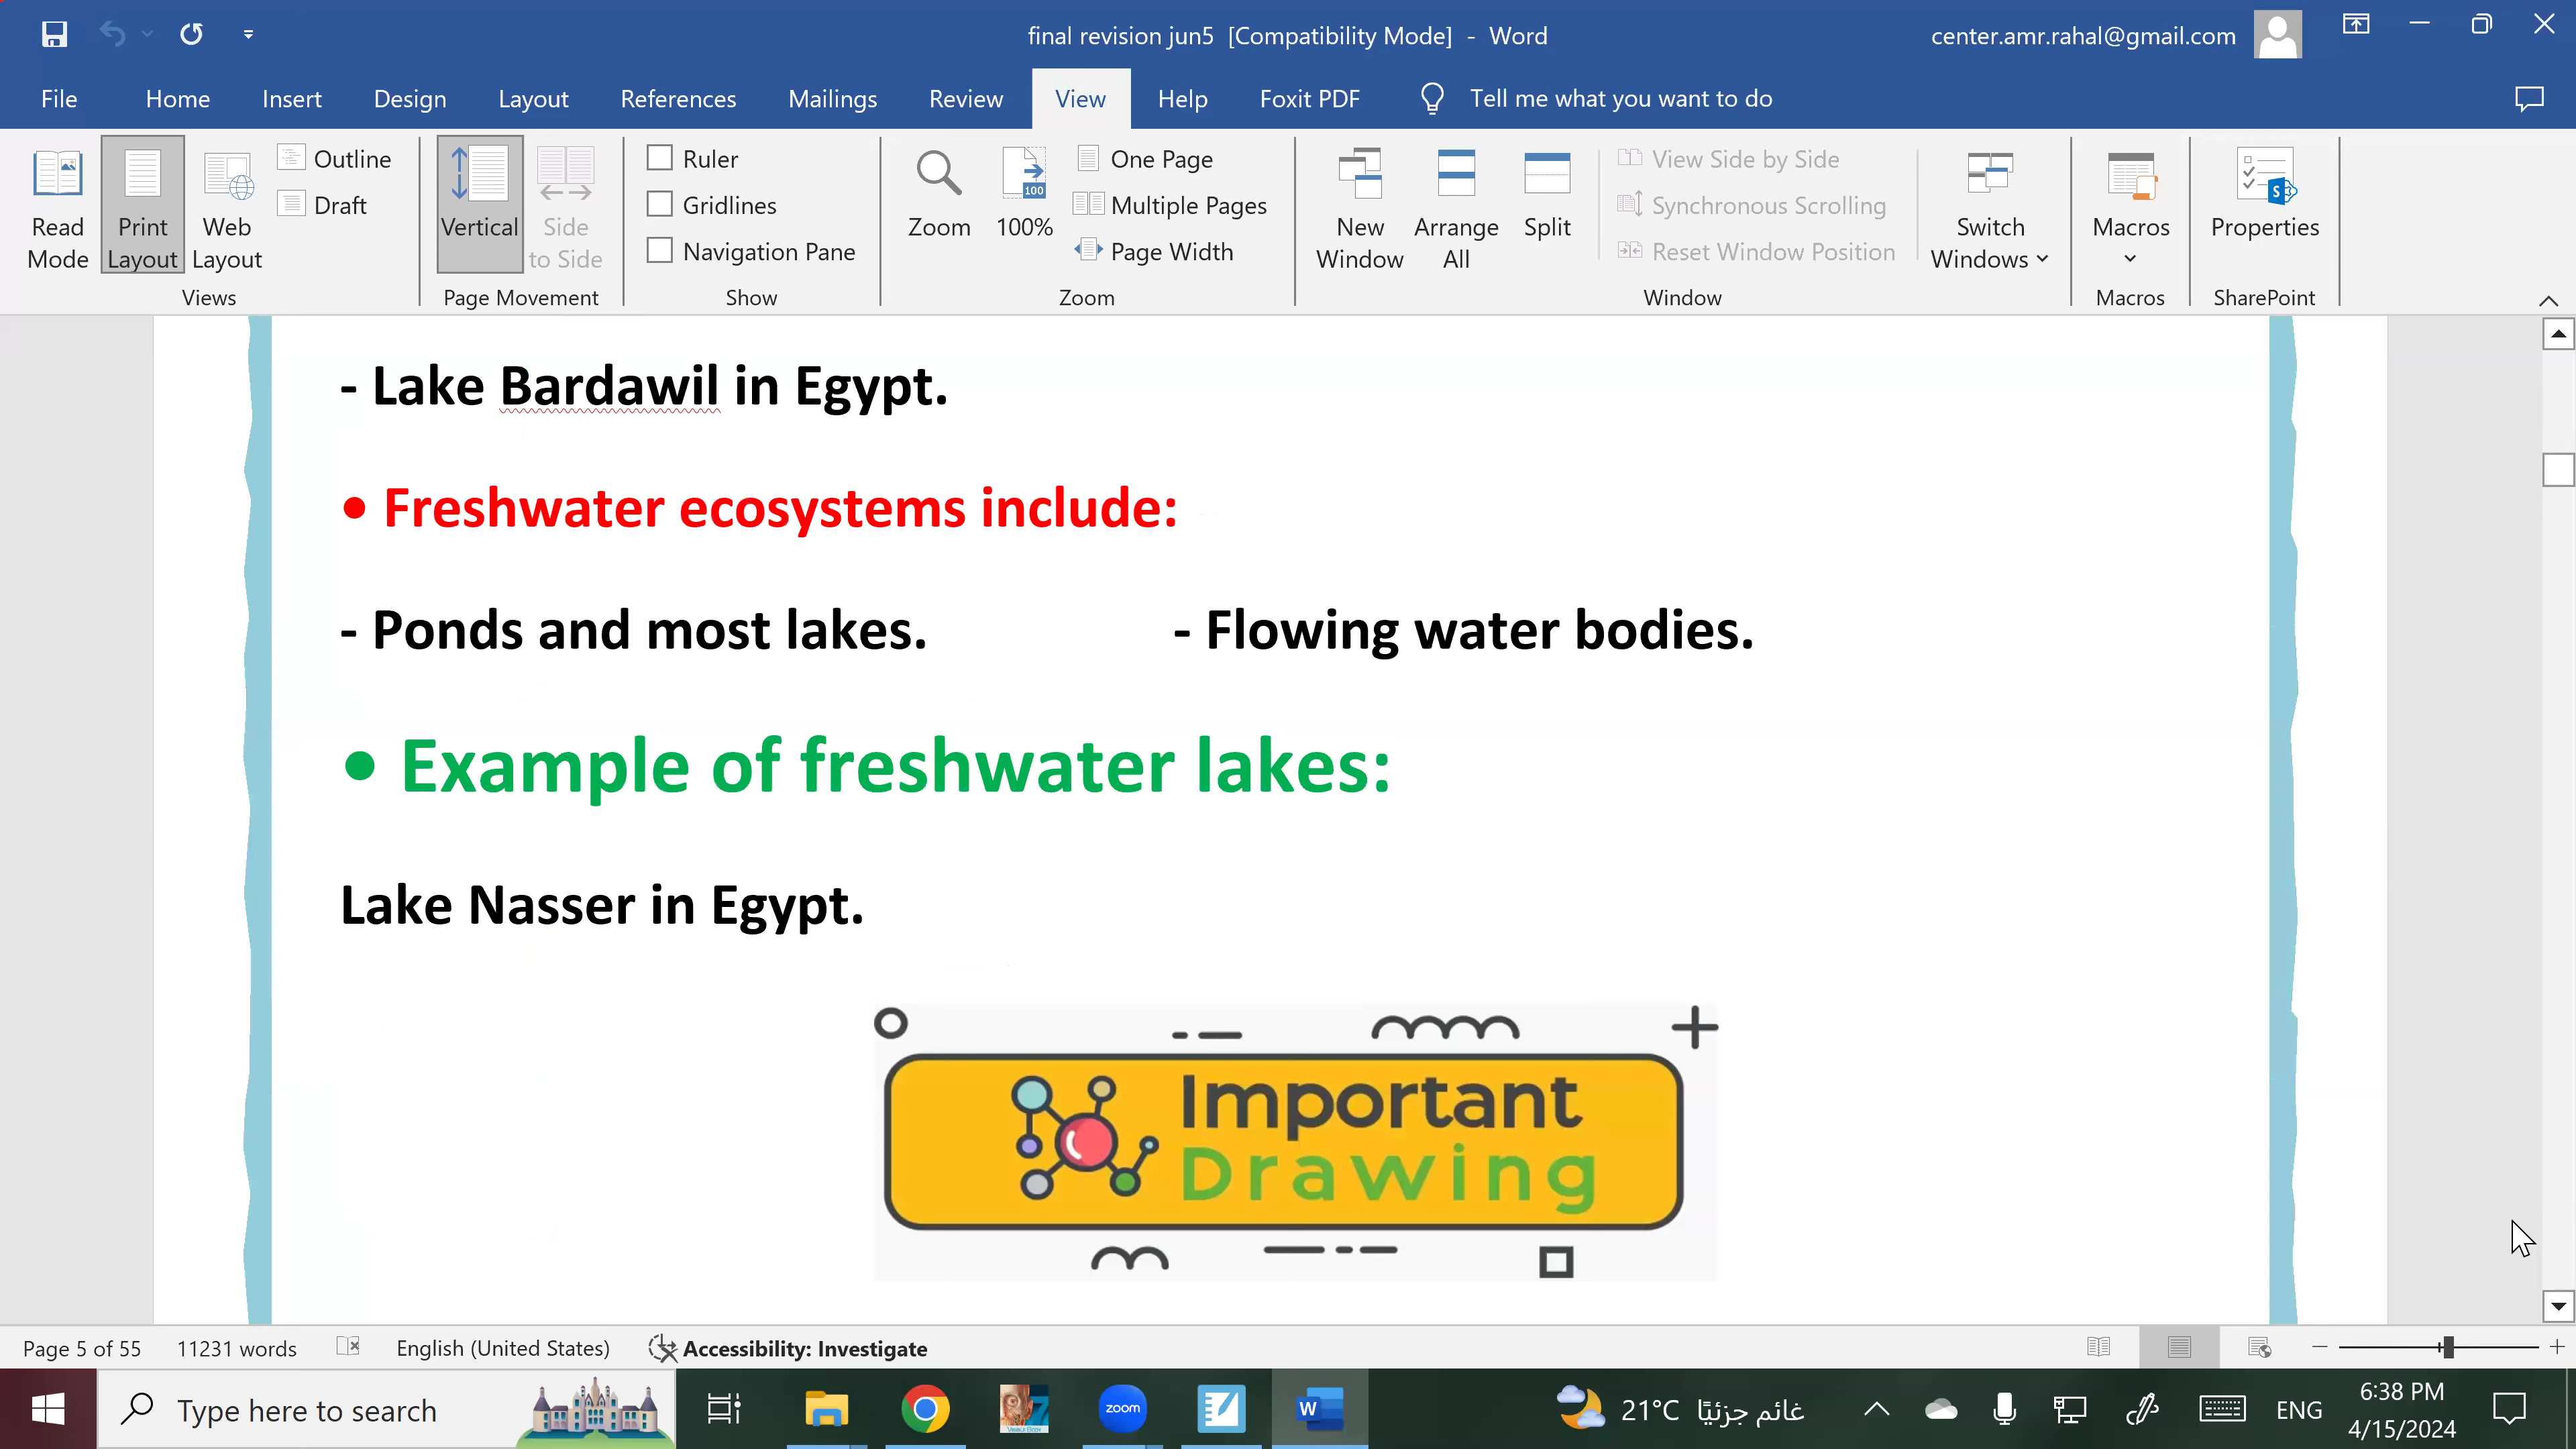 final revision jun5 [Compatibility Mode] - Word
center.amr.rahal@gmail.com
File Home Insert Design Layout References Mailings Review View Help Foxit PDF Tell me what you want to do
Read Mode
Print Layout
Web Layout
Outline
Draft
Views
Vertical
Side to Side
Page Movement
Ruler
Gridlines
Navigation Pane
Show
Zoom
100
100%
One Page
Multiple Pages
Page Width
Zoom
New Window
Arrange All
Split
View Side by Side
Synchronous Scrolling
Reset Window Position
Switch Windows
Window
Macros
Macros
S
Properties
SharePoint
- Lake Bardawil in Egypt.
• Freshwater ecosystems include:
- Ponds and most lakes. - Flowing water bodies.
• Example of freshwater lakes:
Lake Nasser in Egypt.
Important
Drawing
Page 5 of 55 11231 words English (United States) Accessibility: Investigate
Type here to search
zoom
W
21°C غائم جزئيًا
ENG
6:38 PM
4/15/2024